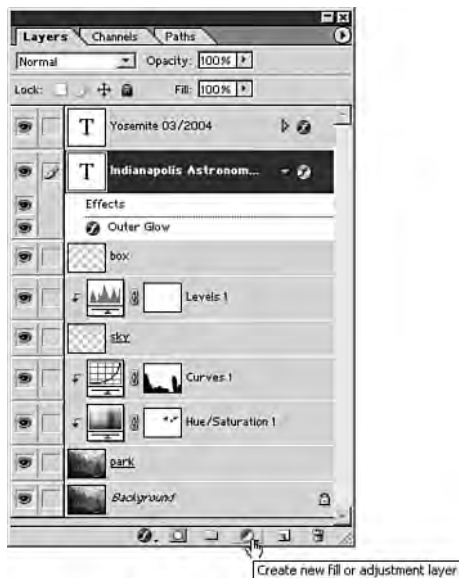 Layers Channels Paths
Normal Opacity: 100%
Lock: Fill: 100%
T Yosemite 03/2004
T Indianapolis Astronom...
Effects
Outer Glow
box
Levels 1
sky
Curves 1
Hue/Saturation 1
park
Background
Create new fill or adjustment layer